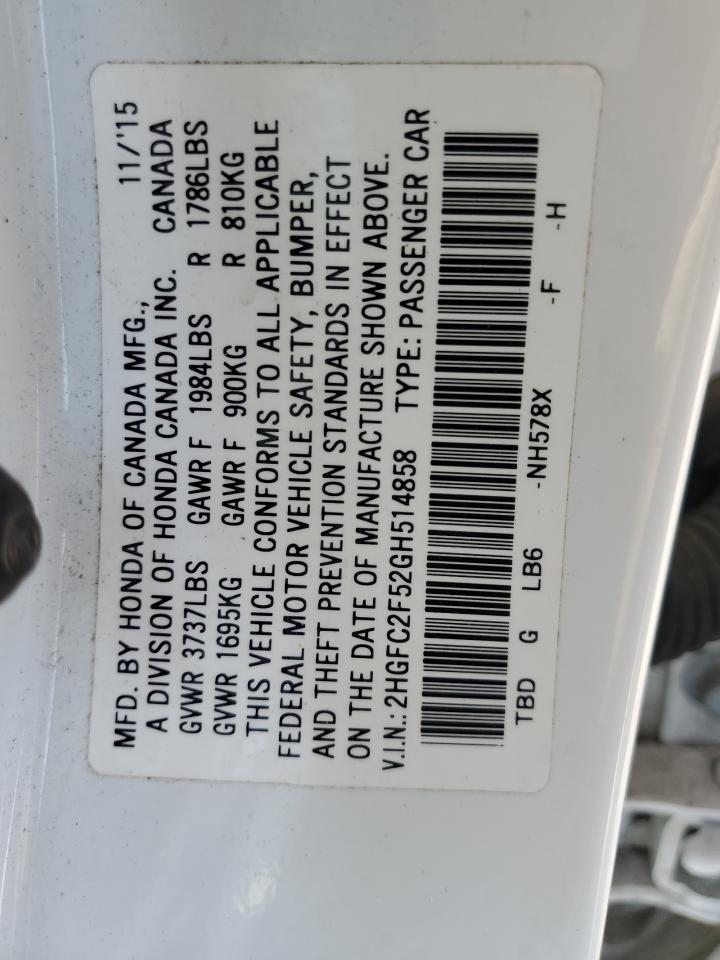 MFD. BY HONDA OF CANADA MFG., 11/'15
A DIVISION OF HONDA CANADA INC. CANADA
GVWR 3737LBS GAWR F 1984LBS R 1786LBS
GVWR 1695KG GAWR F 900KG R 810KG
THIS VEHICLE CONFORMS TO ALL APPLICABLE
FEDERAL MOTOR VEHICLE SAFETY, BUMPER,
AND THEFT PREVENTION STANDARDS IN EFFECT
ON THE DATE OF MANUFACTURE SHOWN ABOVE.
V.I.N.:2HGFC2F52GH514858 TYPE:PASSENGER CAR
TBD G LB6 -NH578X -F -H